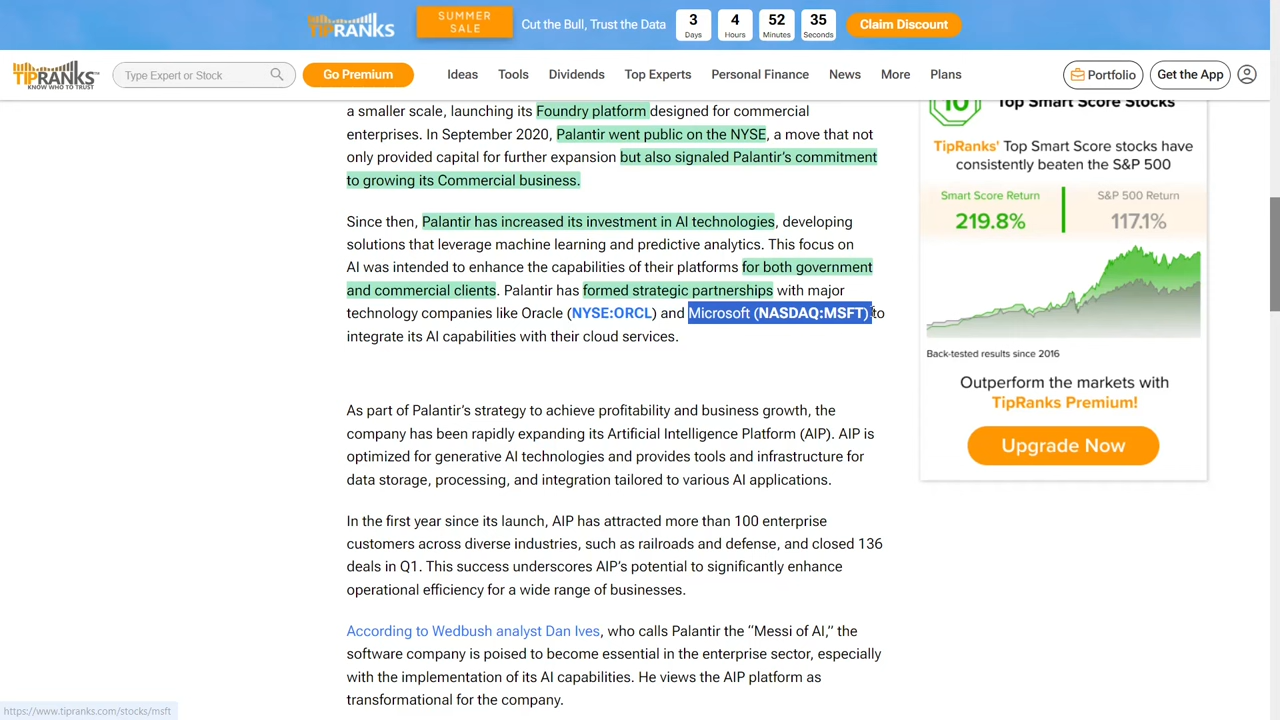 TIPRANKS
SUMMER
SALE
Cut the Bull, Trust the Data
3
Days
4
Hours
52
Minutes
35
Seconds
Claim Discount
TIPRANKS™
KNOW WHO TO TRUST
Type Expert or Stock
Go Premium
Ideas
Tools
Dividends
Top Experts
Personal Finance
News
More
Plans
Portfolio
Get the App
a smaller scale, launching its Foundry platform designed for commercial
enterprises. In September 2020, Palantir went public on the NYSE, a move that not
only provided capital for further expansion but also signaled Palantir’s commitment
to growing its Commercial business.
Since then, Palantir has increased its investment in AI technologies, developing
solutions that leverage machine learning and predictive analytics. This focus on
AI was intended to enhance the capabilities of their platforms for both government
and commercial clients. Palantir has formed strategic partnerships with major
technology companies like Oracle (NYSE:ORCL) and Microsoft (NASDAQ:MSFT) to
integrate its AI capabilities with their cloud services.
As part of Palantir’s strategy to achieve profitability and business growth, the
company has been rapidly expanding its Artificial Intelligence Platform (AIP). AIP is
optimized for generative AI technologies and provides tools and infrastructure for
data storage, processing, and integration tailored to various AI applications.
In the first year since its launch, AIP has attracted more than 100 enterprise
customers across diverse industries, such as railroads and defense, and closed 136
deals in Q1. This success underscores AIP’s potential to significantly enhance
operational efficiency for a wide range of businesses.
According to Wedbush analyst Dan Ives, who calls Palantir the “Messi of AI,” the
software company is poised to become essential in the enterprise sector, especially
with the implementation of its AI capabilities. He views the AIP platform as
transformational for the company.
10
Top Smart Score Stocks
TipRanks' Top Smart Score stocks have
consistently beaten the S&P 500
Smart Score Return
219.8%
S&P 500 Return
117.1%
Back-tested results since 2016
Outperform the markets with
TipRanks Premium!
Upgrade Now
https://www.tipranks.com/stocks/msft